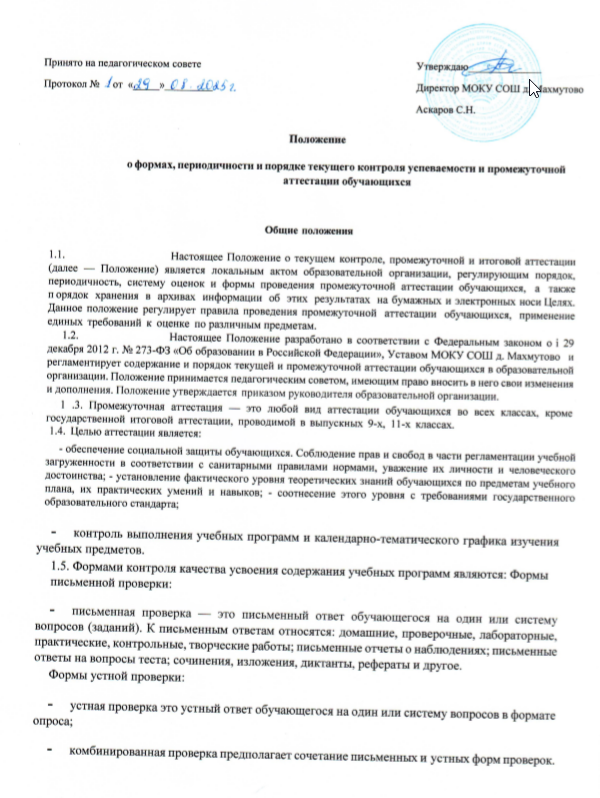 Принято на педагогическом совете
Утверждаю
Протокол № 1 от «29» 08.2025г.
Директор МОКУ СОШ д. Махмутово
Аскаров С.Н.
Положение
о формах, периодичности и порядке текущего контроля успеваемости и промежуточной
аттестации обучающихся
Общие положения
1.1. Настоящее Положение о текущем контроле, промежуточной и итоговой аттестации
(далее — Положение) является локальным актом образовательной организации, регулирующим порядок,
периодичность, систему оценок и формы проведения промежуточной аттестации обучающихся, а также
п орядок хранения в архивах информации об этих результатах на бумажных и электронных носи Целях.
Данное положение регулирует правила проведения промежуточной аттестации обучающихся, применение
единых требований к оценке по различным предметам.
1.2. Настоящее Положение разработано в соответствии с Федеральным законом о i 29
декабря 2012 г. № 273-ФЗ «Об образовании в Российской Федерации», Уставом МОКУ СОШ д. Махмутово и
регламентирует содержание и порядок текущей и промежуточной аттестации обучающихся в образовательной
организации. Положение принимается педагогическим советом, имеющим право вносить в него свои изменения
и дополнения. Положение утверждается приказом руководителя образовательной организации.
1 .3. Промежуточная аттестация — это любой вид аттестации обучающихся во всех классах, кроме
государственной итоговой аттестации, проводимой в выпускных 9-х, 11-х классах.
1.4. Целью аттестации является:
- обеспечение социальной защиты обучающихся. Соблюдение прав и свобод в части регламентации учебной
загруженности в соответствии с санитарными правилами нормами, уважение их личности и человеческого
достоинства; - установление фактического уровня теоретических знаний обучающихся по предметам учебного
плана, их практических умений и навыков; - соотнесение этого уровня с требованиями государственного
образовательного стандарта;
- контроль выполнения учебных программ и календарно-тематического графика изучения
учебных предметов.
1.5. Формами контроля качества усвоения содержания учебных программ являются: Формы
письменной проверки:
- письменная проверка — это письменный ответ обучающегося на один или систему
вопросов (заданий). К письменным ответам относятся: домашние, проверочные, лабораторные,
практические, контрольные, творческие работы; письменные отчеты о наблюдениях; письменные
ответы на вопросы теста; сочинения, изложения, диктанты, рефераты и другое.
Формы устной проверки:
- устная проверка это устный ответ обучающегося на один или систему вопросов в формате
опроса;
- комбинированная проверка предполагает сочетание письменных и устных форм проверок.